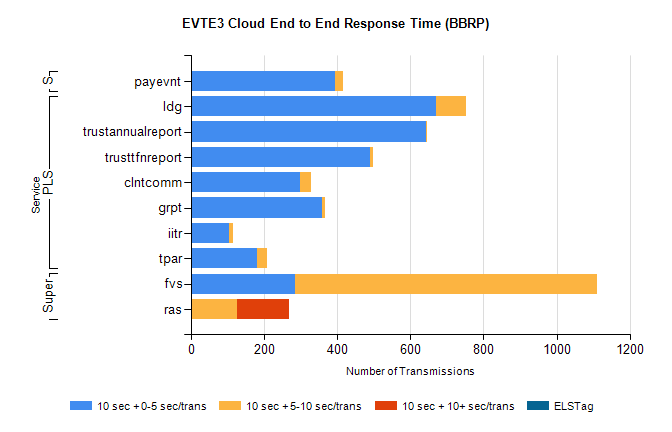 EVTE3 Cloud End to End Response Time (BBRP)
payevnt
ldg
trustannualreport
trusttfnreport
clntcomm
grpt
iitr
tpar
fvs
ras
S
PLS
Super
Service
0 200 400 600 800 1000 1200
Number of Transmissions
10 sec +0-5 sec/trans 10 sec +5-10 sec/trans 10 sec + 10+ sec/trans ELSTag